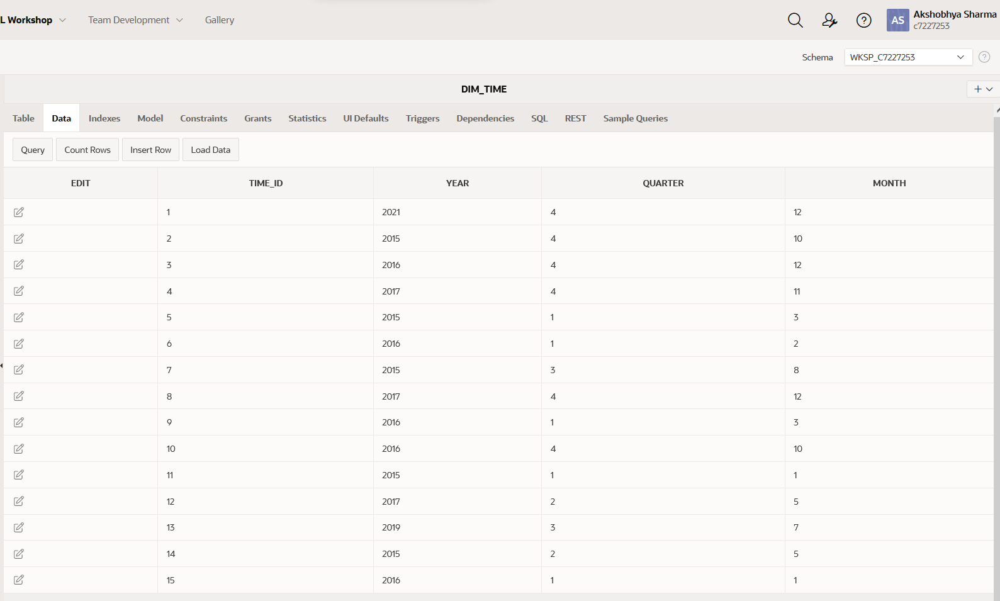 L Workshop Team Development Gallery AS Akshobhya Sharma
c7227253
Schema WKSP_C7227253
DIM_TIME
Table Data Indexes Model Constraints Grants Statistics UI Defaults Triggers Dependencies SQL REST Sample Queries
Query Count Rows Insert Row Load Data
EDIT TIME_ID YEAR QUARTER MONTH
1 2021 4 12
2 2015 4 10
3 2016 4 12
4 2017 4 11
5 2015 1 3
6 2016 1 2
7 2015 3 8
8 2017 4 12
9 2016 1 3
10 2016 4 10
11 2015 1 1
12 2017 2 5
13 2019 3 7
14 2015 2 5
15 2016 1 1